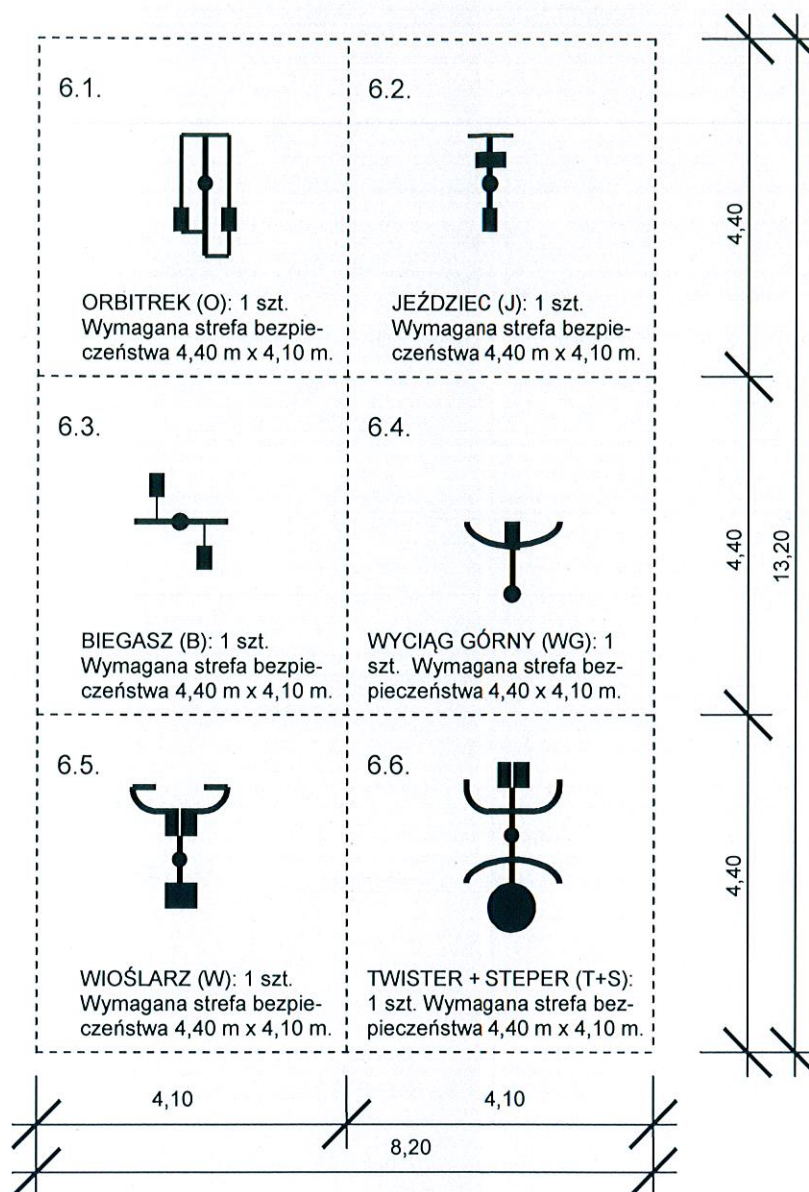 6.1.
ORBITREK (O): 1 szt.
Wymagana strefa bezpie-
czeństwa 4,40 m x 4,10 m.
6.2.
JEŹDZIEC (J): 1 szt.
Wymagana strefa bezpie-
czeństwa 4,40 m x 4,10 m.
6.3.
BIEGASZ (B): 1 szt.
Wymagana strefa bezpie-
czeństwa 4,40 m x 4,10 m.
6.4.
WYCIĄG GÓRNY (WG): 1
szt. Wymagana strefa bez-
pieczeństwa 4,40 x 4,10 m.
6.5.
WIOŚLARZ (W): 1 szt.
Wymagana strefa bezpie-
czeństwa 4,40 m x 4,10 m.
6.6.
TWISTER + STEPER (T+S):
1 szt. Wymagana strefa bez-
pieczeństwa 4,40 m x 4,10 m.
4,40
4,40
4,40
13,20
4,10
4,10
8,20